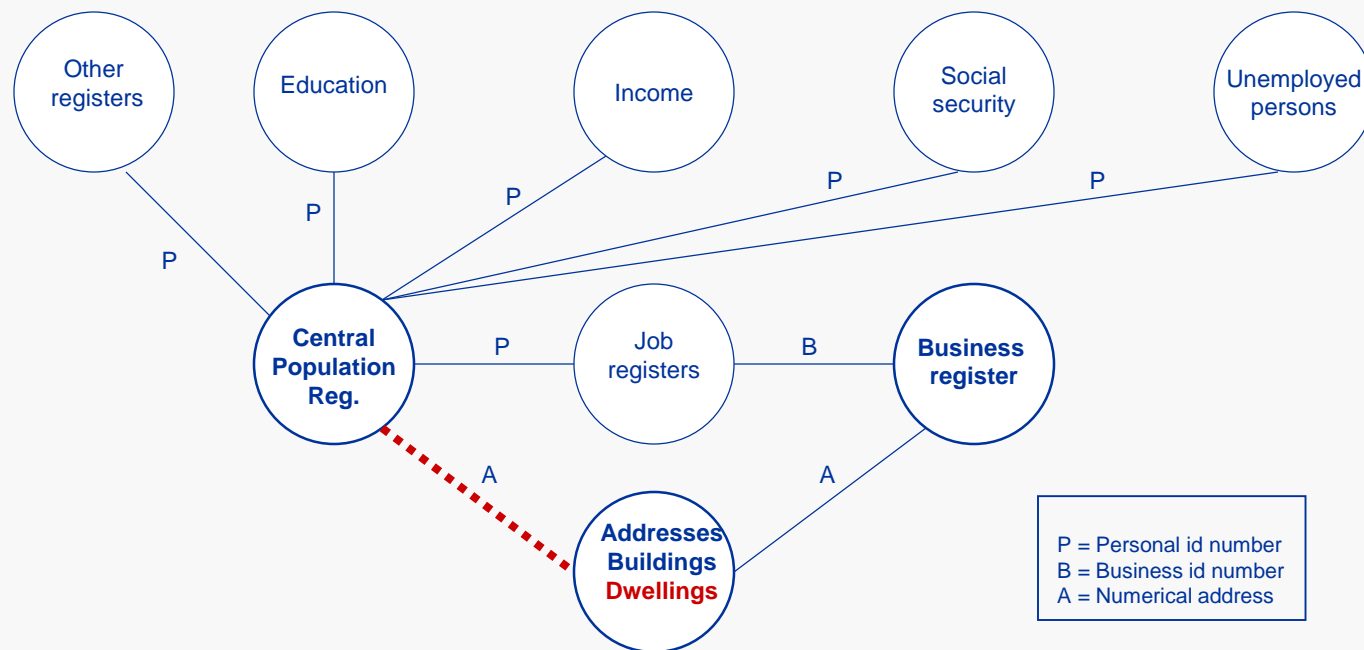 Other
registers
Education
Income
Social
security
Unemployed
persons
P
P
P
P
P
Central
Population
Reg.
P
Job
registers
B
Business
register
A
A
Addresses
Buildings
Dwellings
P = Personal id number
B = Business id number
A = Numerical address